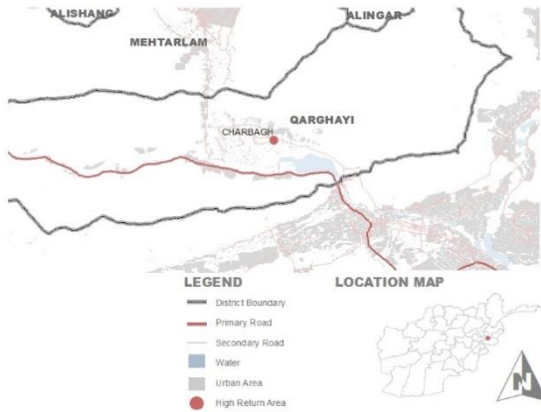 ALISHANG
ALINGAR
MEHTARLAM
QARGHAYI
CHARBAGH
LEGEND
District Boundary
Primary Road
Secondary Road
Water
Urban Area
High Return Area
LOCATION MAP
N